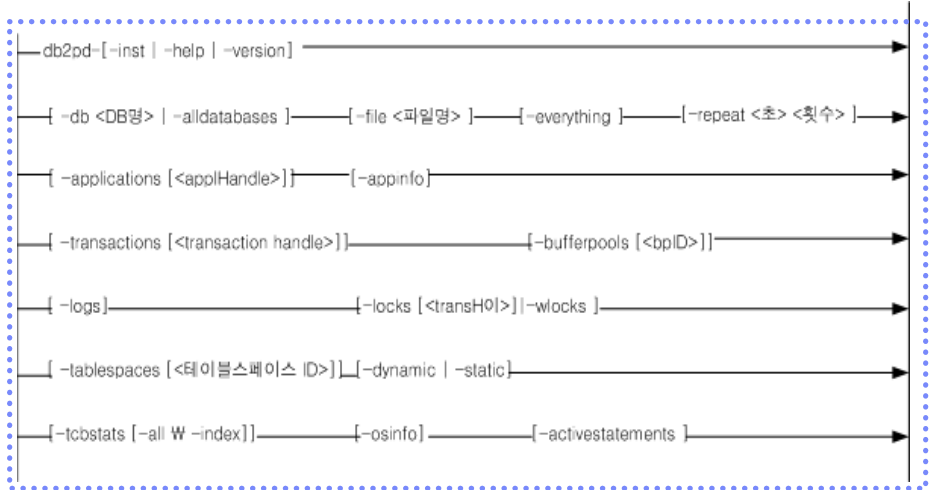 db2pd-[-inst | -help | -version]
[ -db <DB명> | -alldatabases ] [-file <파일명> ] [-everything ] [-repeat <초> <횟수> ]
[ -applications [<applHandle>]] [-appinfo]
[ -transactions [<transaction handle>]] [-bufferpools [<bpID>]]
[ -logs] [-locks [<transH이>]|-wlocks ]
[ -tablespaces [<테이블스페이스 ID>]] [-dynamic | -static]
[-tcbstats [-all ₩ -index]] [-osinfo] [-activestatements ]